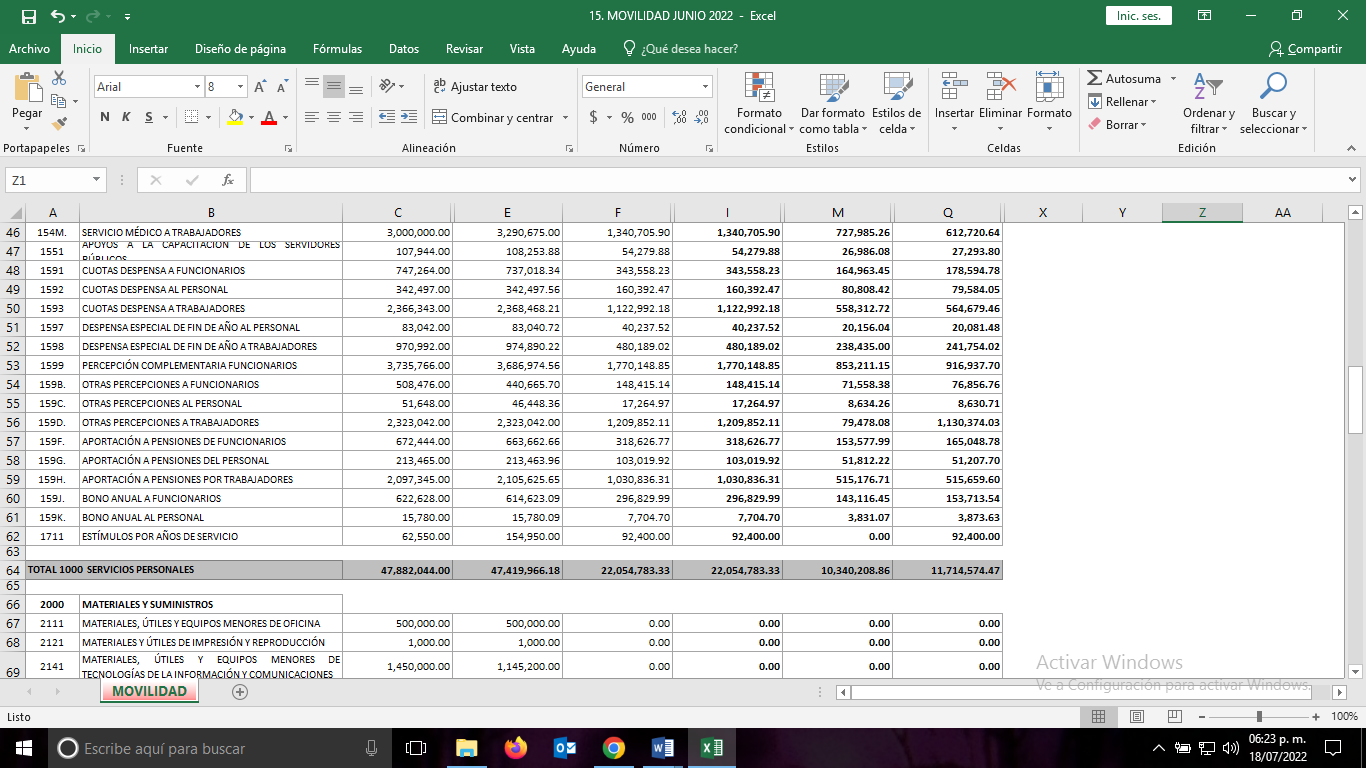 15. MOVILIDAD JUNIO 2022 - Excel
Inic. ses.
Archivo Inicio Insertar Diseño de página Fórmulas Datos Revisar Vista Ayuda ¿Qué desea hacer? Compartir
Pegar
Arial 8
N K S
Ajustar texto
Combinar y centrar
General
$ % 000
Formato condicional
Dar formato como tabla
Estilos de celda
Insertar Eliminar Formato
Autosuma
Rellenar
Borrar
Ordenar y filtrar
Buscar y seleccionar
Portapapeles Fuente Alineación Número Estilos Celdas Edición
Z1 fx
A B C E F I M Q X Y Z AA
46 154M. SERVICIO MÉDICO A TRABAJADORES 3,000,000.00 3,290,675.00 1,340,705.90 1,340,705.90 727,985.26 612,720.64
47 1551 APOYOS A LA CAPACITACION DE LOS SERVIDORES PÚBLICOS 107,944.00 108,253.88 54,279.88 54,279.88 26,986.08 27,293.80
48 1591 CUOTAS DESPENSA A FUNCIONARIOS 747,264.00 737,018.34 343,558.23 343,558.23 164,963.45 178,594.78
49 1592 CUOTAS DESPENSA AL PERSONAL 342,497.00 342,497.56 160,392.47 160,392.47 80,808.42 79,584.05
50 1593 CUOTAS DESPENSA A TRABAJADORES 2,366,343.00 2,368,468.21 1,122,992.18 1,122,992.18 558,312.72 564,679.46
51 1597 DESPENSA ESPECIAL DE FIN DE AÑO AL PERSONAL 83,042.00 83,040.72 40,237.52 40,237.52 20,156.04 20,081.48
52 1598 DESPENSA ESPECIAL DE FIN DE AÑO A TRABAJADORES 970,992.00 974,890.22 480,189.02 480,189.02 238,435.00 241,754.02
53 1599 PERCEPCIÓN COMPLEMENTARIA FUNCIONARIOS 3,735,766.00 3,686,974.56 1,770,148.85 1,770,148.85 853,211.15 916,937.70
54 159B. OTRAS PERCEPCIONES A FUNCIONARIOS 508,476.00 440,665.70 148,415.14 148,415.14 71,558.38 76,856.76
55 159C. OTRAS PERCEPCIONES AL PERSONAL 51,648.00 46,448.36 17,264.97 17,264.97 8,634.26 8,630.71
56 159D. OTRAS PERCEPCIONES A TRABAJADORES 2,323,042.00 2,323,042.00 1,209,852.11 1,209,852.11 79,478.08 1,130,374.03
57 159F. APORTACIÓN A PENSIONES DE FUNCIONARIOS 672,444.00 663,662.66 318,626.77 318,626.77 153,577.99 165,048.78
58 159G. APORTACIÓN A PENSIONES DEL PERSONAL 213,465.00 213,463.96 103,019.92 103,019.92 51,812.22 51,207.70
59 159H. APORTACIÓN A PENSIONES POR TRABAJADORES 2,097,345.00 2,105,625.65 1,030,836.31 1,030,836.31 515,176.71 515,659.60
60 159J. BONO ANUAL A FUNCIONARIOS 622,628.00 614,623.09 296,829.99 296,829.99 143,116.45 153,713.54
61 159K. BONO ANUAL AL PERSONAL 15,780.00 15,780.09 7,704.70 7,704.70 3,831.07 3,873.63
62 1711 ESTÍMULOS POR AÑOS DE SERVICIO 62,550.00 154,950.00 92,400.00 92,400.00 0.00 92,400.00
63
64 TOTAL 1000 SERVICIOS PERSONALES 47,882,044.00 47,419,966.18 22,054,783.33 22,054,783.33 10,340,208.86 11,714,574.47
65
66 2000 MATERIALES Y SUMINISTROS
67 2111 MATERIALES, ÚTILES Y EQUIPOS MENORES DE OFICINA 500,000.00 500,000.00 0.00 0.00 0.00 0.00
68 2121 MATERIALES Y ÚTILES DE IMPRESIÓN Y REPRODUCCIÓN 1,000.00 1,000.00 0.00 0.00 0.00 0.00
69 2141 MATERIALES, ÚTILES Y EQUIPOS MENORES DE TECNOLOGÍAS DE LA INFORMACIÓN Y COMUNICACIONES 1,450,000.00 1,145,200.00 0.00 0.00 0.00 0.00
Activar Windows
Ve a Configuración para activar Windows.
MOVILIDAD
Listo 100%
Escribe aquí para buscar
06:23 p. m.
18/07/2022